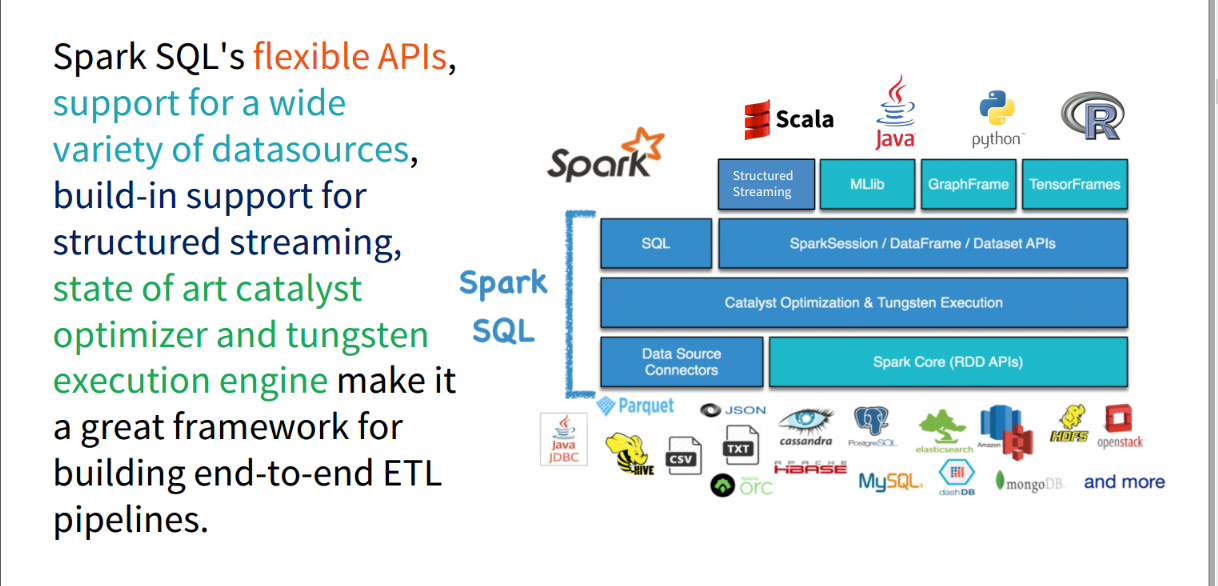 Spark SQL's flexible APIs,
support for a wide
variety of datasources,
build-in support for
structured streaming,
state of art catalyst
optimizer and tungsten
execution engine make it
a great framework for
building end-to-end ETL
pipelines.
Scala
Java
python
R
Spark
Structured
Streaming
MLlib
GraphFrame
TensorFrames
SQL
SparkSession / DataFrame / Dataset APIs
Spark
SQL
Catalyst Optimization & Tungsten Execution
Data Source
Connectors
Spark Core (RDD APIs)
Java
JDBC
Parquet
HIVE
CSV
JSON
TXT
APACHE
orc
cassandra
APACHE
HBASE
PostgreSQL
MySQL
elasticsearch
dashDB
Amazon
mongoDB
HDFS
openstack
and more